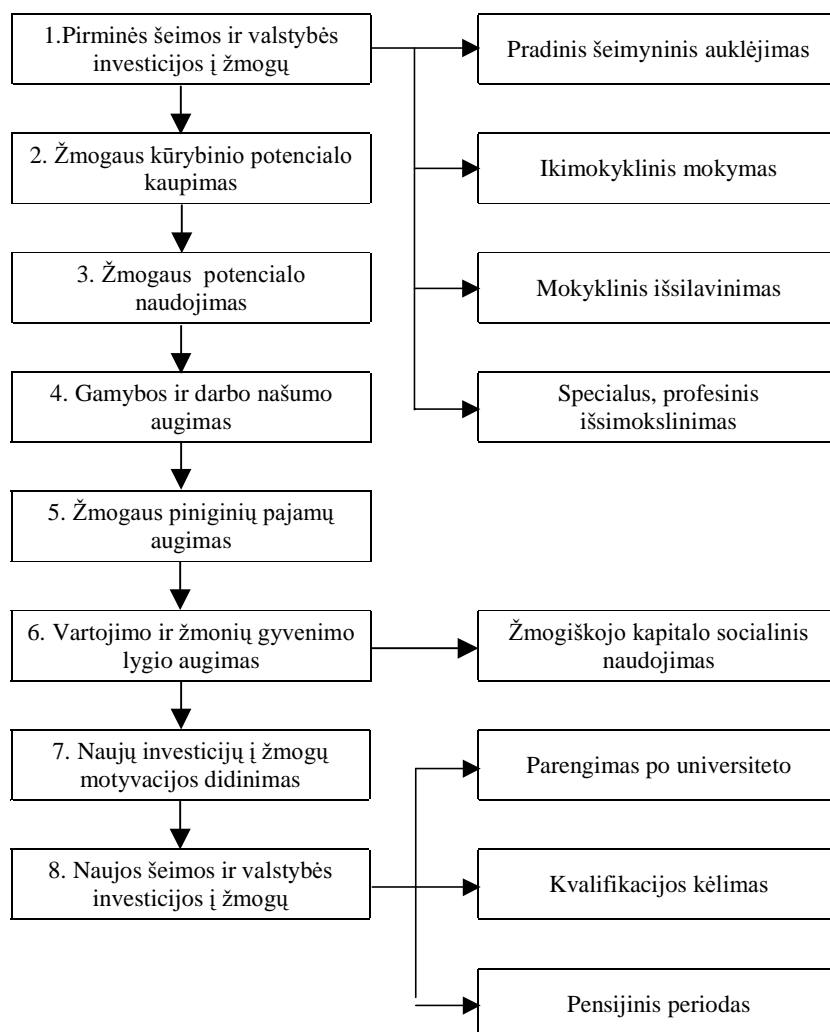 1.Pirminės šeimos ir valstybės
investicijos į žmogų
Pradinis šeimyninis auklėjimas
2. Žmogaus kūrybinio potencialo
kaupimas
Ikimokyklinis mokymas
3. Žmogaus potencialo
naudojimas
Mokyklinis išsilavinimas
4. Gamybos ir darbo našumo
augimas
Specialus, profesinis
išsimokslinimas
5. Žmogaus piniginių pajamų
augimas
6. Vartojimo ir žmonių gyvenimo
lygio augimas
Žmogiškojo kapitalo socialinis
naudojimas
7. Naujų investicijų į žmogų
motyvacijos didinimas
Parengimas po universiteto
8. Naujos šeimos ir valstybės
investicijos į žmogų
Kvalifikacijos kėlimas
Pensijinis periodas